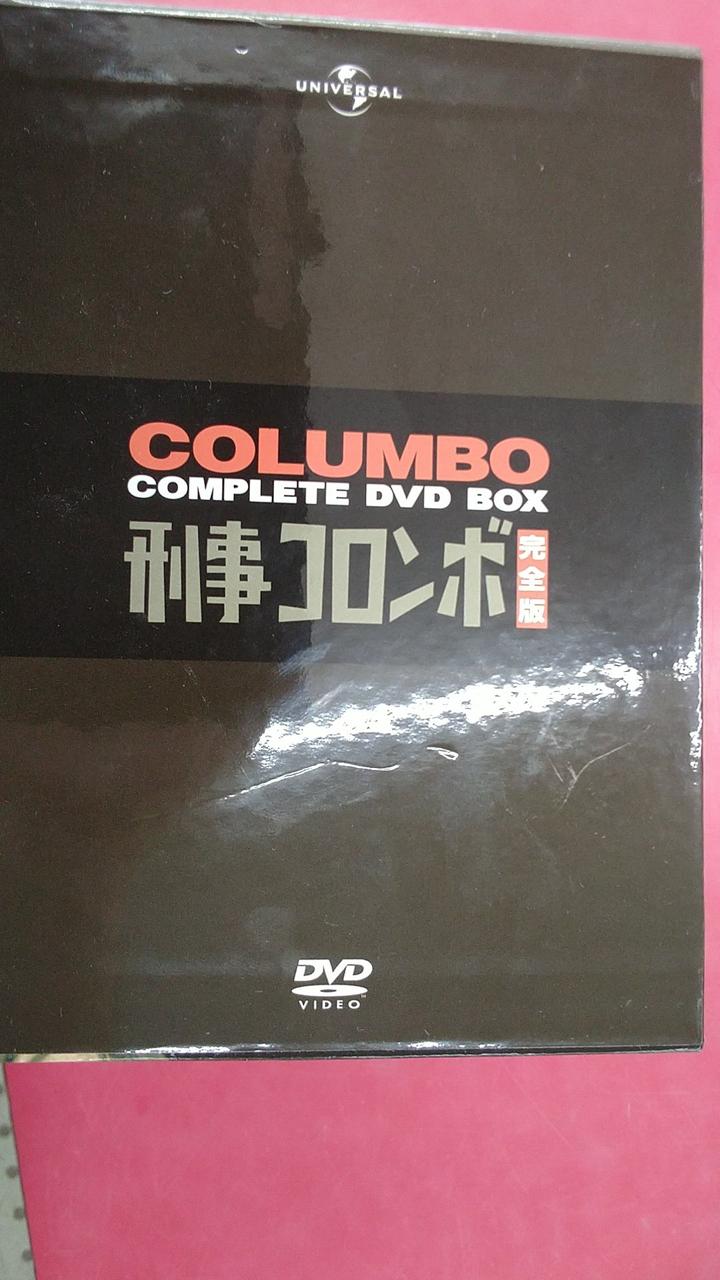 UNIVERSAL
COLUMBO
COMPLETE DVD BOX
刑事コロンボ 完全版
DVD
VIDEO